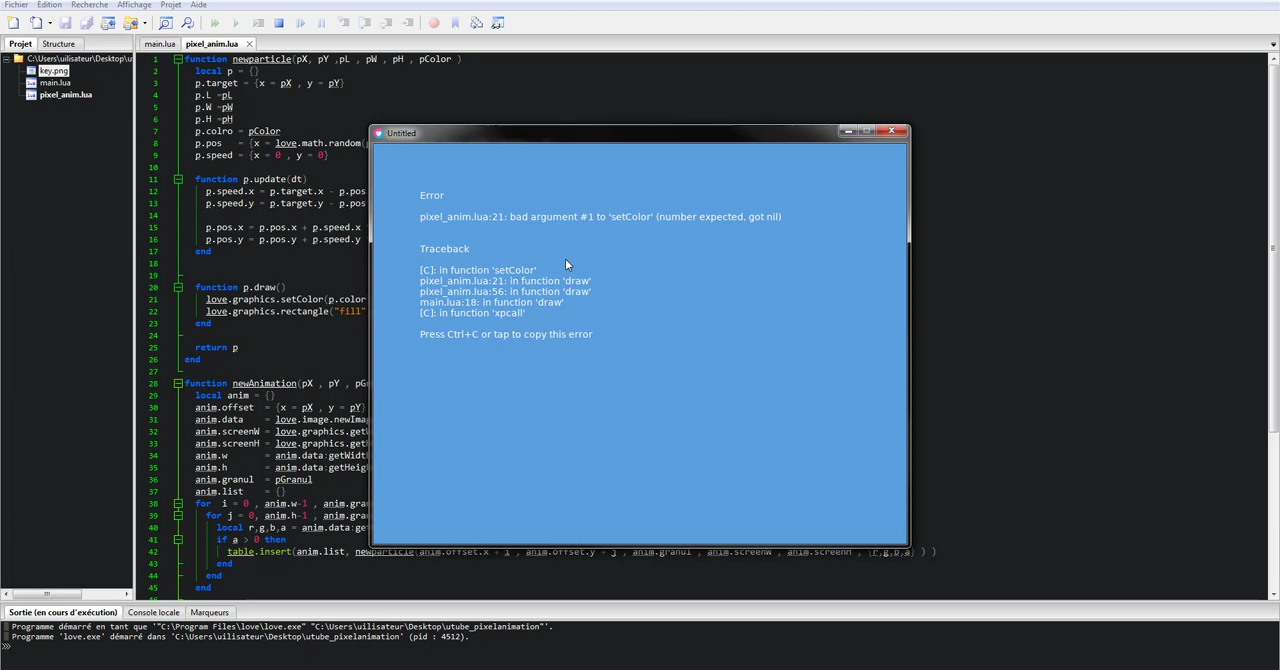 Fichier Édition Recherche Affichage Projet Aide
Projet Structure
main.lua pixel_anim.lua
C:\Users\uilisateur\Desktop\ut
key.png
main.lua
pixel_anim.lua
1 function newparticle(pX, pY ,pL , pW , pH , pColor )
2 local p = {}
3 p.target = {x = pX , y = pY}
4 p.L =pL
5 p.W =pW
6 p.H =pH
7 p.colro = pColor
8 p.pos = {x = love.math.random(
9 p.speed = {x = 0 , y = 0}
10
11 function p.update(dt)
12 p.speed.x = p.target.x - p.pos
13 p.speed.y = p.target.y - p.pos
14
15 p.pos.x = p.pos.x + p.speed.x
16 p.pos.y = p.pos.y + p.speed.y
17 end
18
19
20 function p.draw()
21 love.graphics.setColor(p.color
22 love.graphics.rectangle("fill"
23 end
24
25 return p
26 end
27
28 function newAnimation(pX , pY , pG
29 local anim = {}
30 anim.offset = {x = pX , y = pY}
31 anim.data = love.image.newIma
32 anim.screenW = love.graphics.get
33 anim.screenH = love.graphics.get
34 anim.w = anim.data:getWidt
35 anim.h = anim.data:getHeig
36 anim.granul = pGranul
37 anim.list = {}
38 for i = 0 , anim.w-1 , anim.gran
39 for j = 0, anim.h-1 , anim.gra
40 local r,g,b,a = anim.data:ge
41 if a > 0 then
42 table.insert(anim.list, newparticle(anim.offset.x + i , anim.offset.y + j , anim.granul , anim.screenW , anim.screenH , {r,g,b,a} ) )
43 end
44 end
45 end
Untitled
Error
pixel_anim.lua:21: bad argument #1 to 'setColor' (number expected, got nil)
Traceback
[C]: in function 'setColor'
pixel_anim.lua:21: in function 'draw'
pixel_anim.lua:56: in function 'draw'
main.lua:18: in function 'draw'
[C]: in function 'xpcall'
Press Ctrl+C or tap to copy this error
Sortie (en cours d'exécution) Console locale Marqueurs
Programme démarré en tant que '"C:\Program Files\love\love.exe" "C:\Users\uilisateur\Desktop\utube_pixelanimation"'.
Programme 'love.exe' démarré dans 'C:\Users\uilisateur\Desktop\utube_pixelanimation' (pid : 4512).